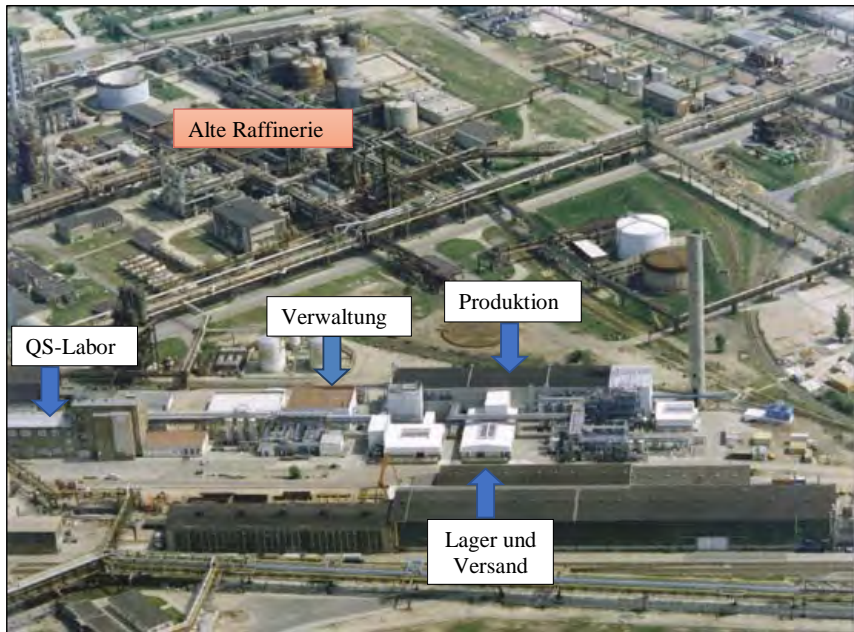 Alte Raffinerie
Produktion
Verwaltung
QS-Labor
Lager und
Versand